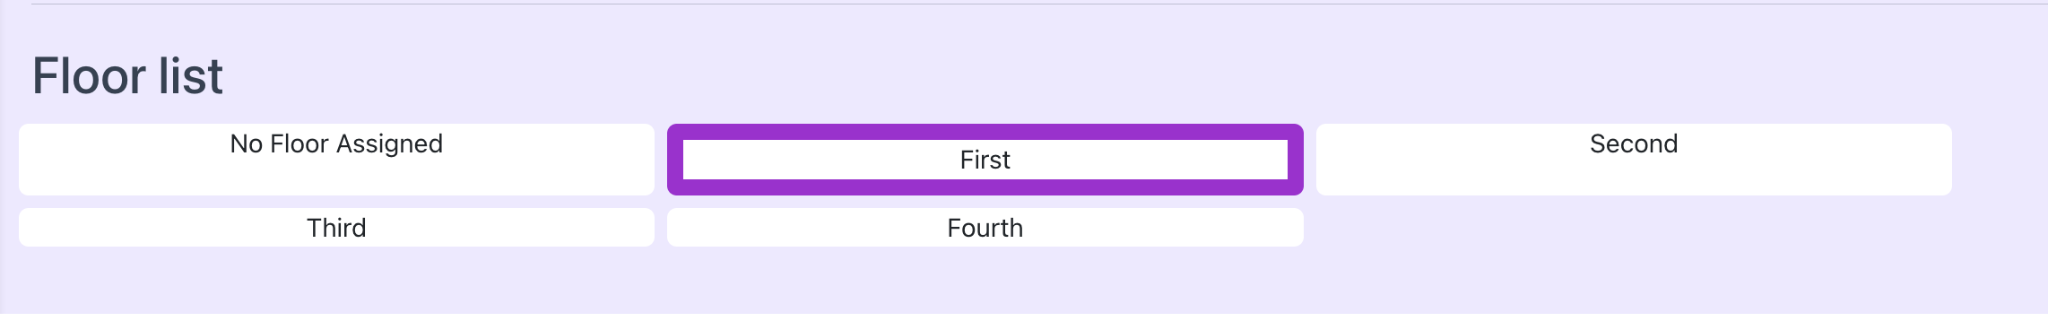 Floor list
No Floor Assigned
First
Second
Third
Fourth